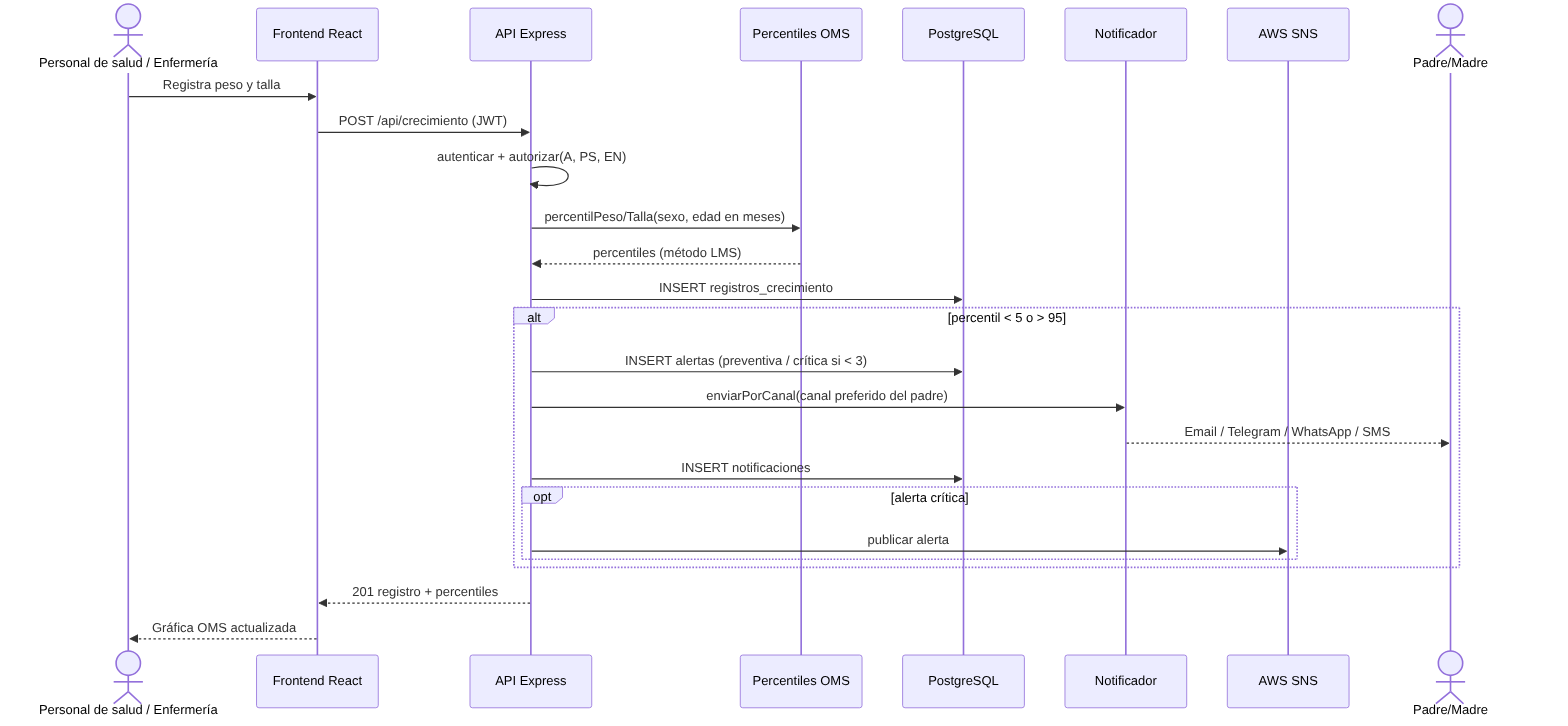 Personal de salud / Enfermería
Frontend React
API Express
Percentiles OMS
PostgreSQL
Notificador
AWS SNS
Padre/Madre
Registra peso y talla
POST /api/crecimiento (JWT)
autenticar + autorizar(A, PS, EN)
percentilPeso/Talla(sexo, edad en meses)
percentiles (método LMS)
INSERT registros_crecimiento
alt
[percentil < 5 o > 95]
INSERT alertas (preventiva / crítica si < 3)
enviarPorCanal(canal preferido del padre)
Email / Telegram / WhatsApp / SMS
INSERT notificaciones
opt
[alerta crítica]
publicar alerta
201 registro + percentiles
Gráfica OMS actualizada
Personal de salud / Enfermería
Frontend React
API Express
Percentiles OMS
PostgreSQL
Notificador
AWS SNS
Padre/Madre